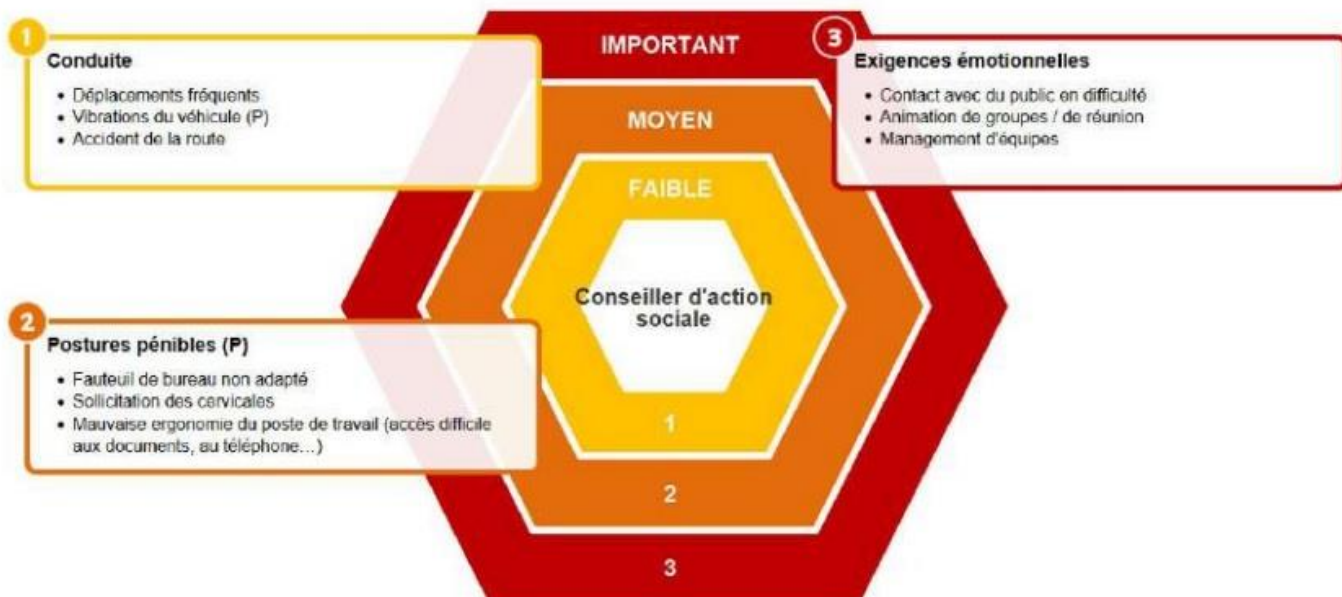 1
Conduite
• Déplacements fréquents
• Vibrations du véhicule (P)
• Accident de la route
IMPORTANT
MOYEN
FAIBLE
3
Exigences émotionnelles
• Contact avec du public en difficulté
• Animation de groupes / de réunion
• Management d'équipes
Conseiller d'action
sociale
2
Postures pénibles (P)
• Fauteuil de bureau non adapté
• Sollicitation des cervicales
• Mauvaise ergonomie du poste de travail (accès difficile
aux documents, au téléphone…)
1
2
3